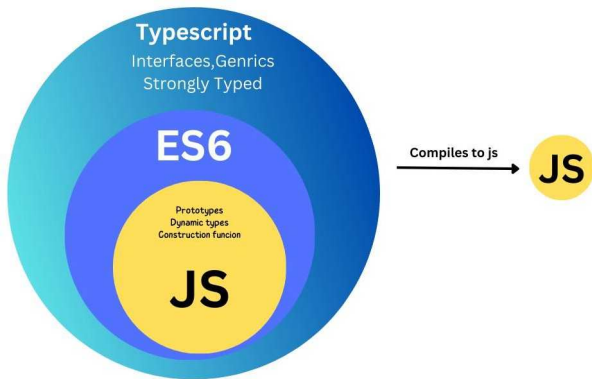 Typescript
Interfaces,Genrics
Strongly Typed
ES6
Prototypes
Dynamic types
Construction funcion
JS
Compiles to js
JS